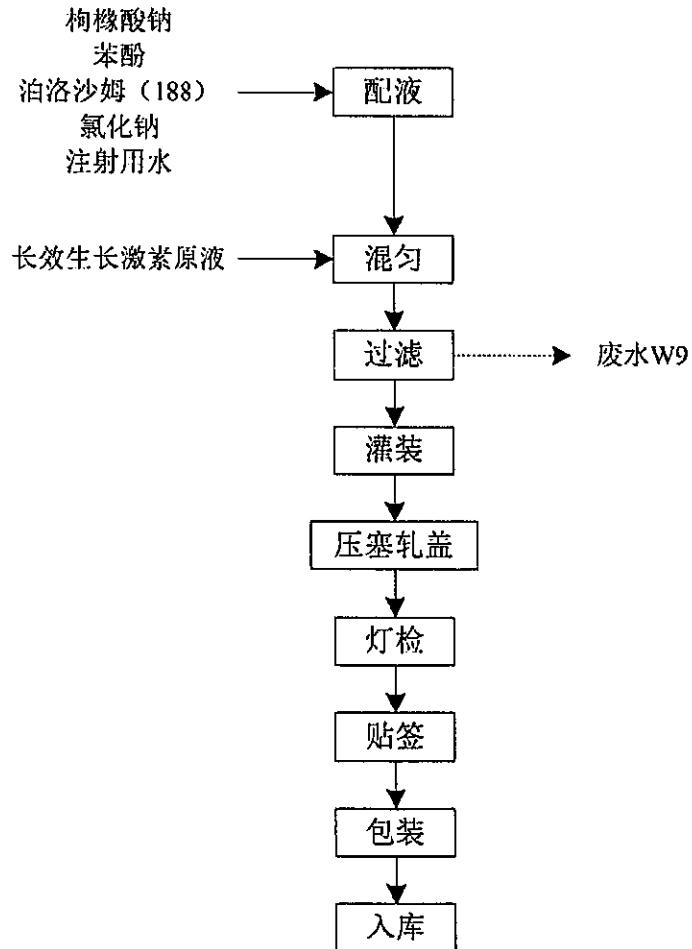 枸橼酸钠
苯酚
泊洛沙姆（188）
氯化钠
注射用水
配液
长效生长激素原液
混匀
过滤
废水W9
灌装
压塞轧盖
灯检
贴签
包装
入库